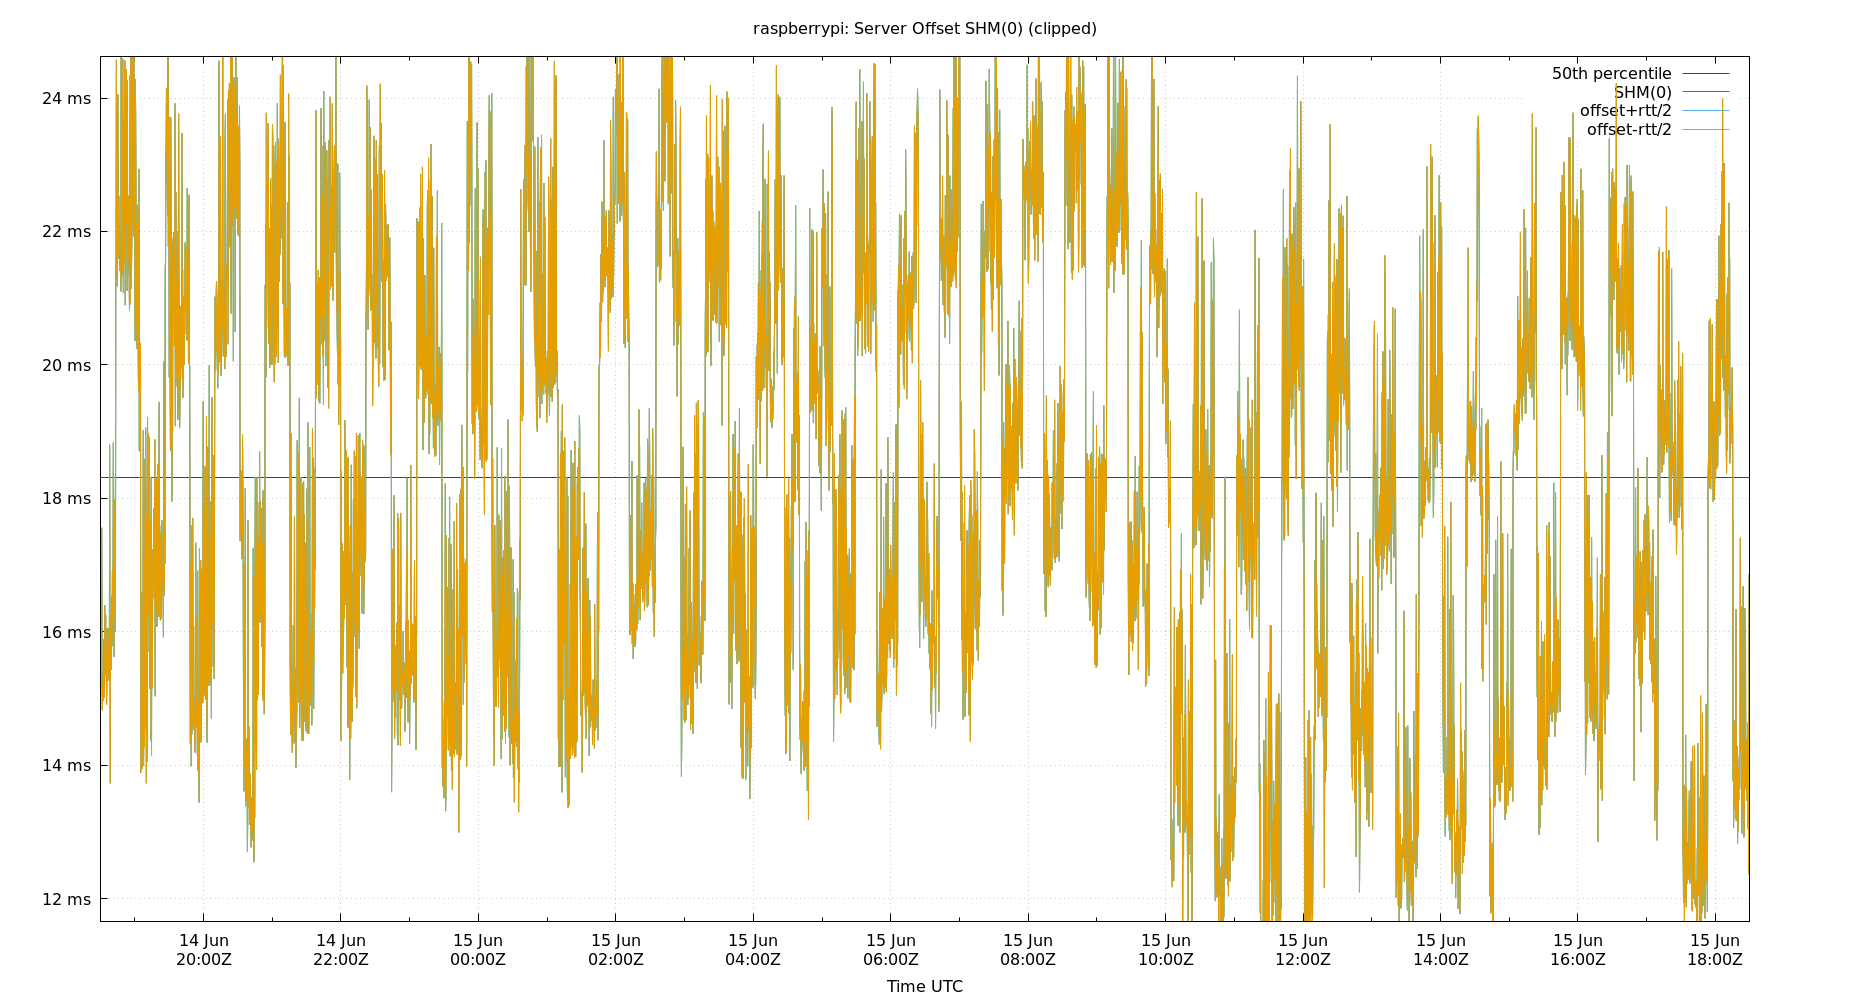 raspberrypi: Server Offset SHM(0) (clipped)
50th percentile
SHM(0)
offset+rtt/2
offset-rtt/2
24 ms
22 ms
20 ms
18 ms
16 ms
14 ms
12 ms
14 Jun 14 Jun 15 Jun 15 Jun 15 Jun 15 Jun 15 Jun 15 Jun 15 Jun 15 Jun 15 Jun 15 Jun
20:00Z 22:00Z 00:00Z 02:00Z 04:00Z 06:00Z 08:00Z 10:00Z 12:00Z 14:00Z 16:00Z 18:00Z
Time UTC